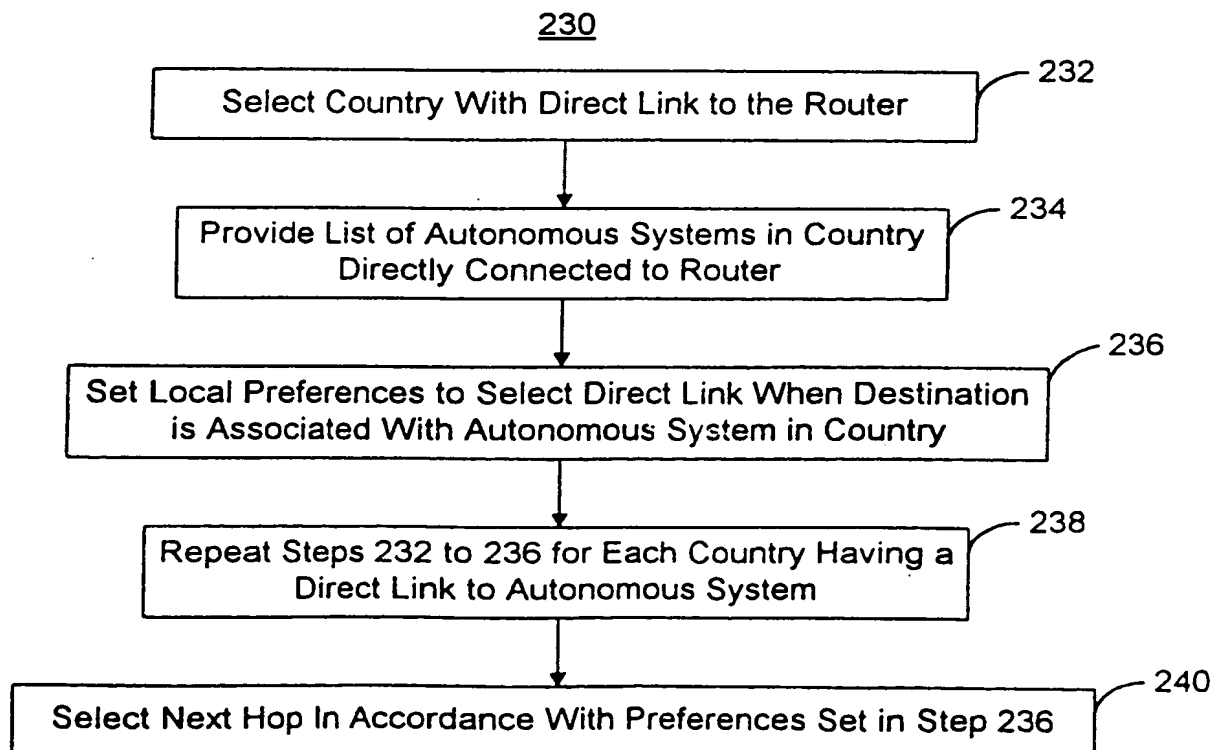 230
Select Country With Direct Link to the Router
232
Provide List of Autonomous Systems in Country
Directly Connected to Router
234
Set Local Preferences to Select Direct Link When Destination
is Associated With Autonomous System in Country
236
Repeat Steps 232 to 236 for Each Country Having a
Direct Link to Autonomous System
238
Select Next Hop In Accordance With Preferences Set in Step 236
240